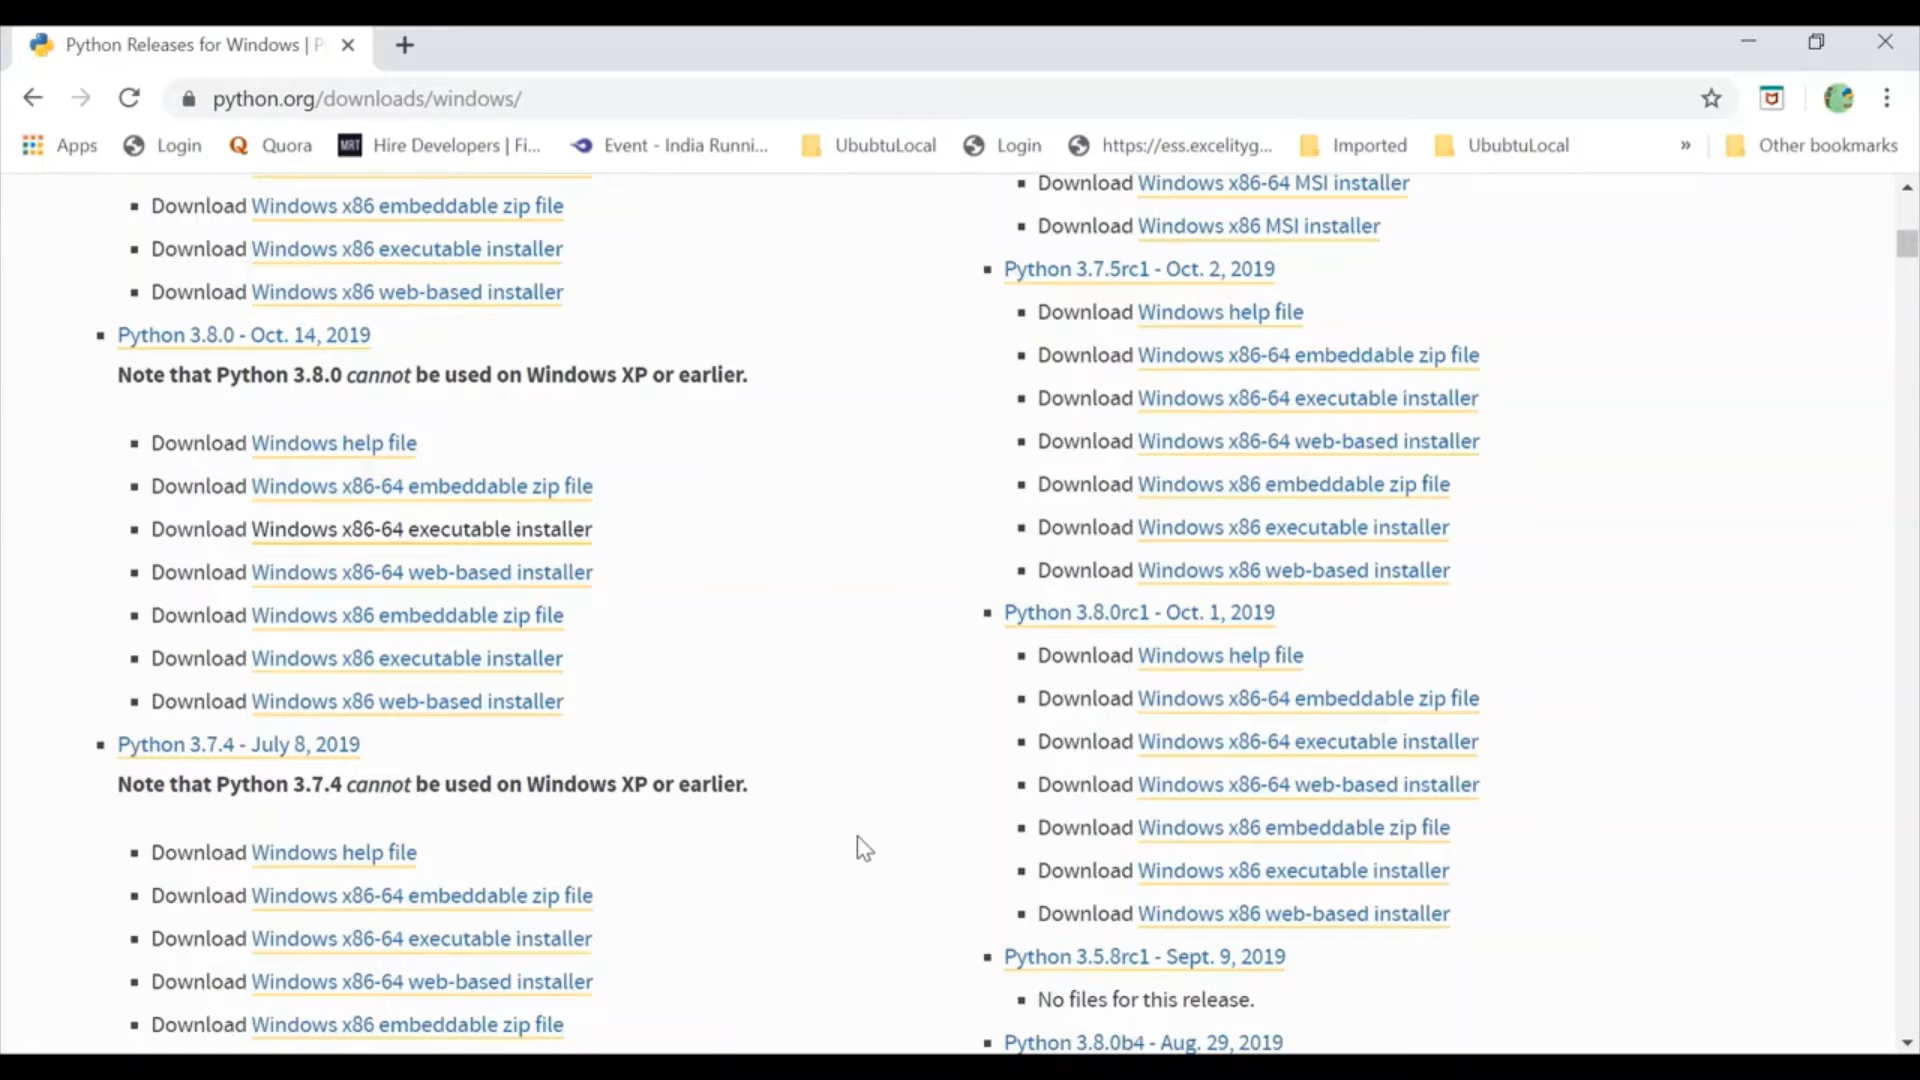 Python Releases for Windows | P
python.org/downloads/windows/
Apps
Login
Quora
MRT
Hire Developers | Fi...
Event - India Runni...
UbubtuLocal
Login
https://ess.excelityg...
Imported
UbubtuLocal
»
Other bookmarks
Download Windows x86 embeddable zip file
Download Windows x86 executable installer
Download Windows x86 web-based installer
Python 3.8.0 - Oct. 14, 2019
Note that Python 3.8.0 cannot be used on Windows XP or earlier.
Download Windows help file
Download Windows x86-64 embeddable zip file
Download Windows x86-64 executable installer
Download Windows x86-64 web-based installer
Download Windows x86 embeddable zip file
Download Windows x86 executable installer
Download Windows x86 web-based installer
Python 3.7.4 - July 8, 2019
Note that Python 3.7.4 cannot be used on Windows XP or earlier.
Download Windows help file
Download Windows x86-64 embeddable zip file
Download Windows x86-64 executable installer
Download Windows x86-64 web-based installer
Download Windows x86 embeddable zip file
Download Windows x86-64 MSI installer
Download Windows x86 MSI installer
Python 3.7.5rc1 - Oct. 2, 2019
Download Windows help file
Download Windows x86-64 embeddable zip file
Download Windows x86-64 executable installer
Download Windows x86-64 web-based installer
Download Windows x86 embeddable zip file
Download Windows x86 executable installer
Download Windows x86 web-based installer
Python 3.8.0rc1 - Oct. 1, 2019
Download Windows help file
Download Windows x86-64 embeddable zip file
Download Windows x86-64 executable installer
Download Windows x86-64 web-based installer
Download Windows x86 embeddable zip file
Download Windows x86 executable installer
Download Windows x86 web-based installer
Python 3.5.8rc1 - Sept. 9, 2019
No files for this release.
Python 3.8.0b4 - Aug. 29, 2019